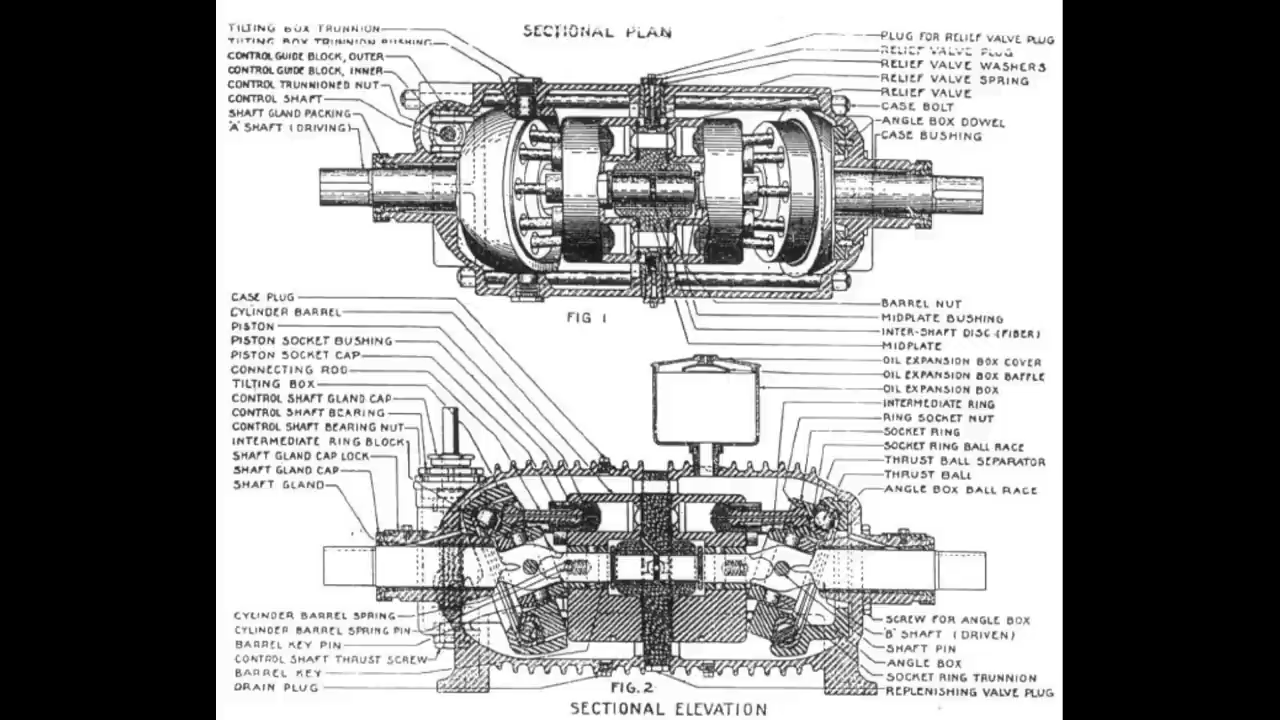 SECTIONAL PLAN
TILTING BOX TRUNNION
TILTING BOX TRUNNION BUSHING
CONTROL GUIDE BLOCK, OUTER
CONTROL GUIDE BLOCK, INNER
CONTROL TRUNNIONED NUT
CONTROL SHAFT
SHAFT GLAND PACKING
"A" SHAFT (DRIVING)
PLUG FOR RELIEF VALVE PLUG
RELIEF VALVE PLUG
RELIEF VALVE WASHERS
RELIEF VALVE SPRING
RELIEF VALVE
CASE BOLT
ANGLE BOX DOWEL
CASE BUSHING
FIG 1
CASE PLUG
CYLINDER BARREL
PISTON
PISTON SOCKET BUSHING
PISTON SOCKET CAP
CONNECTING ROD
TILTING BOX
CONTROL SHAFT GLAND CAP
CONTROL SHAFT BEARING
CONTROL SHAFT BEARING NUT
INTERMEDIATE RING BLOCK
SHAFT GLAND CAP LOCK
SHAFT GLAND CAP
SHAFT GLAND
BARREL NUT
MIDPLATE BUSHING
INTER-SHAFT DISC (FIBER)
MIDPLATE
OIL EXPANSION BOX COVER
OIL EXPANSION BOX BAFFLE
OIL EXPANSION BOX
INTERMEDIATE RING
RING SOCKET NUT
SOCKET RING
SOCKET RING BALL RACE
THRUST BALL SEPARATOR
THRUST BALL
ANGLE BOX BALL RACE
CYLINDER BARREL SPRING
CYLINDER BARREL SPRING PIN
BARREL KEY PIN
CONTROL SHAFT THRUST SCREW
BARREL KEY
DRAIN PLUG
SCREW FOR ANGLE BOX
"B" SHAFT (DRIVEN)
SHAFT PIN
ANGLE BOX
SOCKET RING TRUNNION
REPLENISHING VALVE PLUG
FIG. 2
SECTIONAL ELEVATION